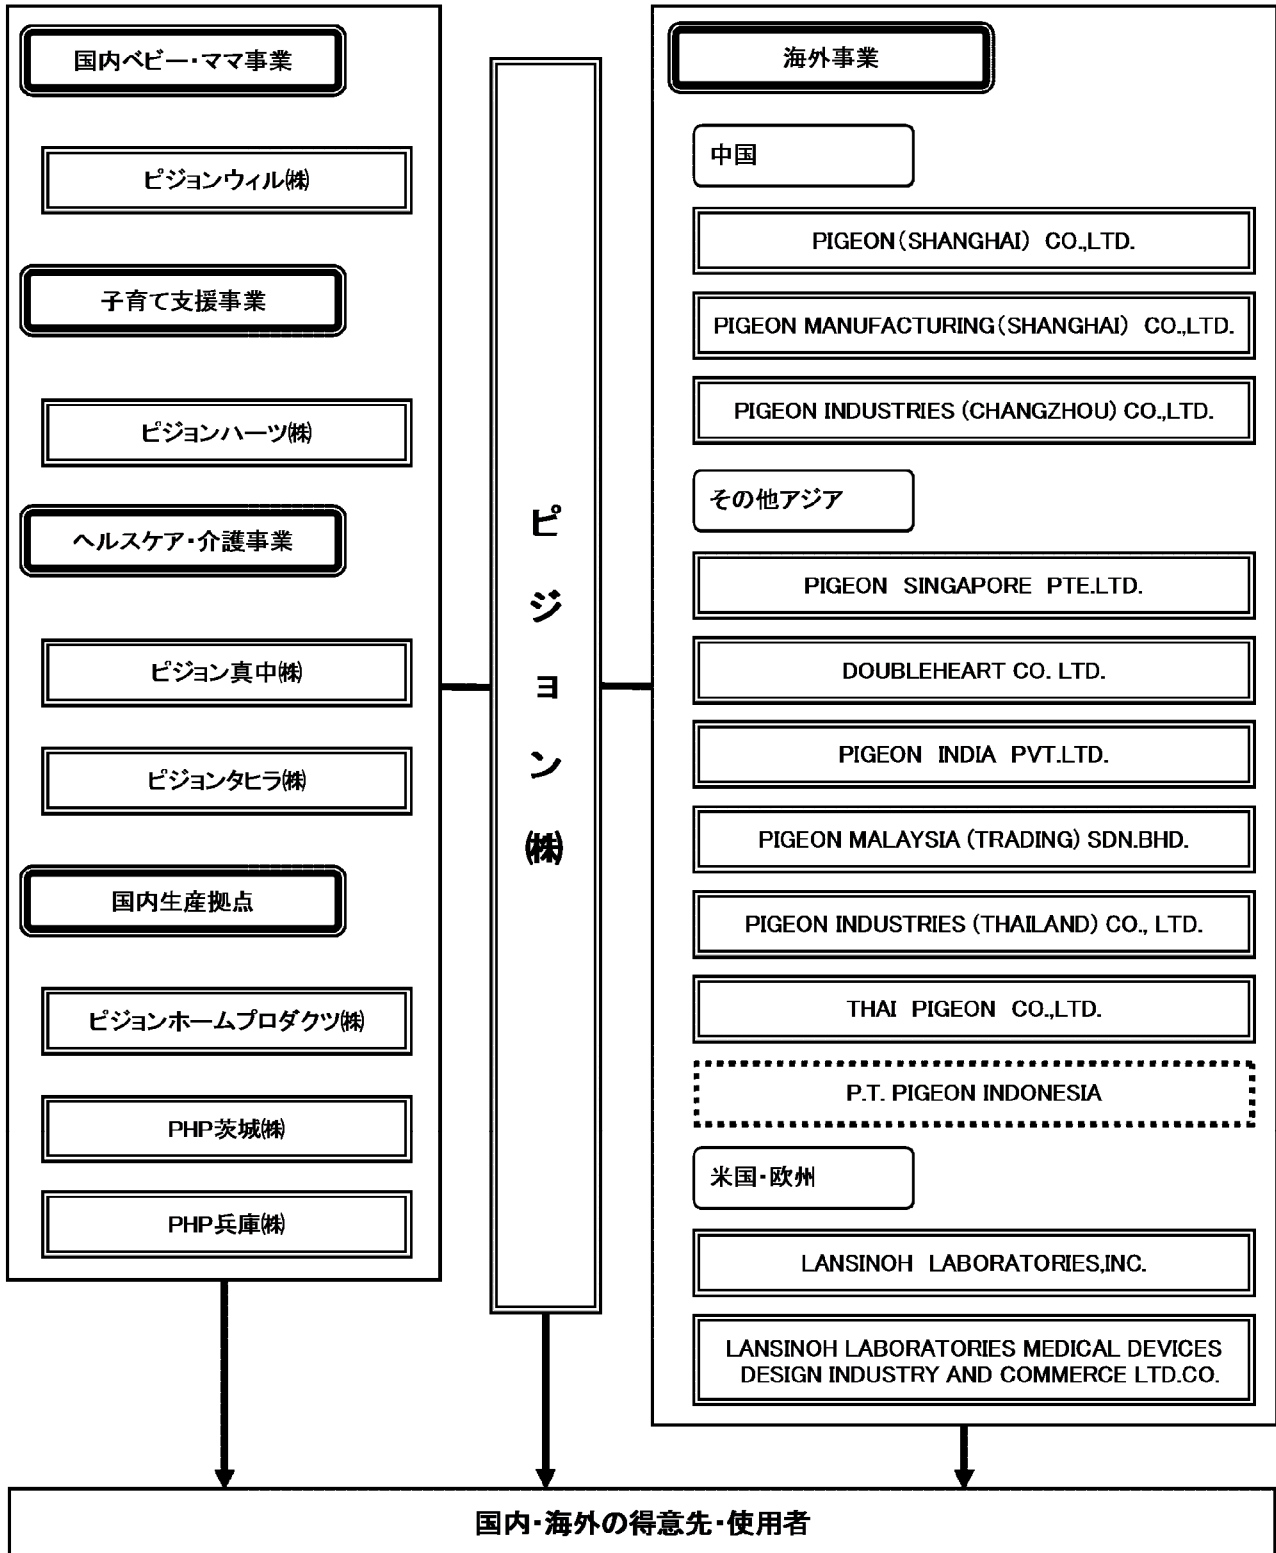 国内ベビー・ママ事業
ピジョンウィル㈱
子育て支援事業
ピジョンハーツ㈱
ヘルスケア・介護事業
ピジョン真中㈱
ピジョンタヒラ㈱
国内生産拠点
ピジョンホームプロダクツ㈱
PHP茨城㈱
PHP兵庫㈱
ピジョン㈱
海外事業
中国
PIGEON(SHANGHAI) CO.,LTD.
PIGEON MANUFACTURING(SHANGHAI) CO.,LTD.
PIGEON INDUSTRIES (CHANGZHOU) CO.,LTD.
その他アジア
PIGEON SINGAPORE PTE.LTD.
DOUBLEHEART CO. LTD.
PIGEON INDIA PVT.LTD.
PIGEON MALAYSIA (TRADING) SDN.BHD.
PIGEON INDUSTRIES (THAILAND) CO., LTD.
THAI PIGEON CO.,LTD.
P.T. PIGEON INDONESIA
米国・欧州
LANSINOH LABORATORIES,INC.
LANSINOH LABORATORIES MEDICAL DEVICES
DESIGN INDUSTRY AND COMMERCE LTD.CO.
国内・海外の得意先・使用者